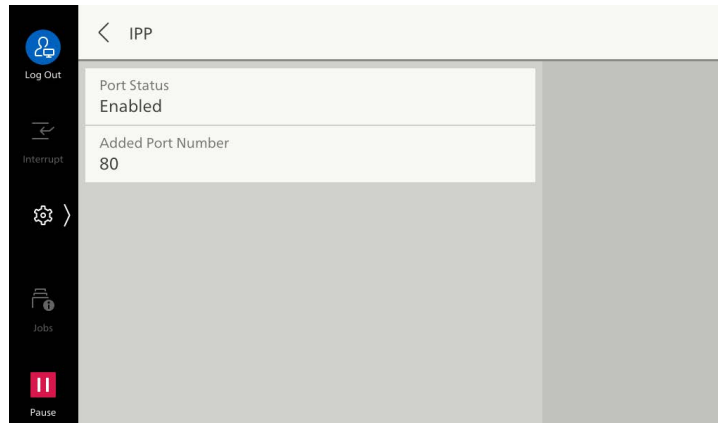 IPP
Log Out
Port Status
Enabled
Added Port Number
80
Interrupt
Jobs
Pause